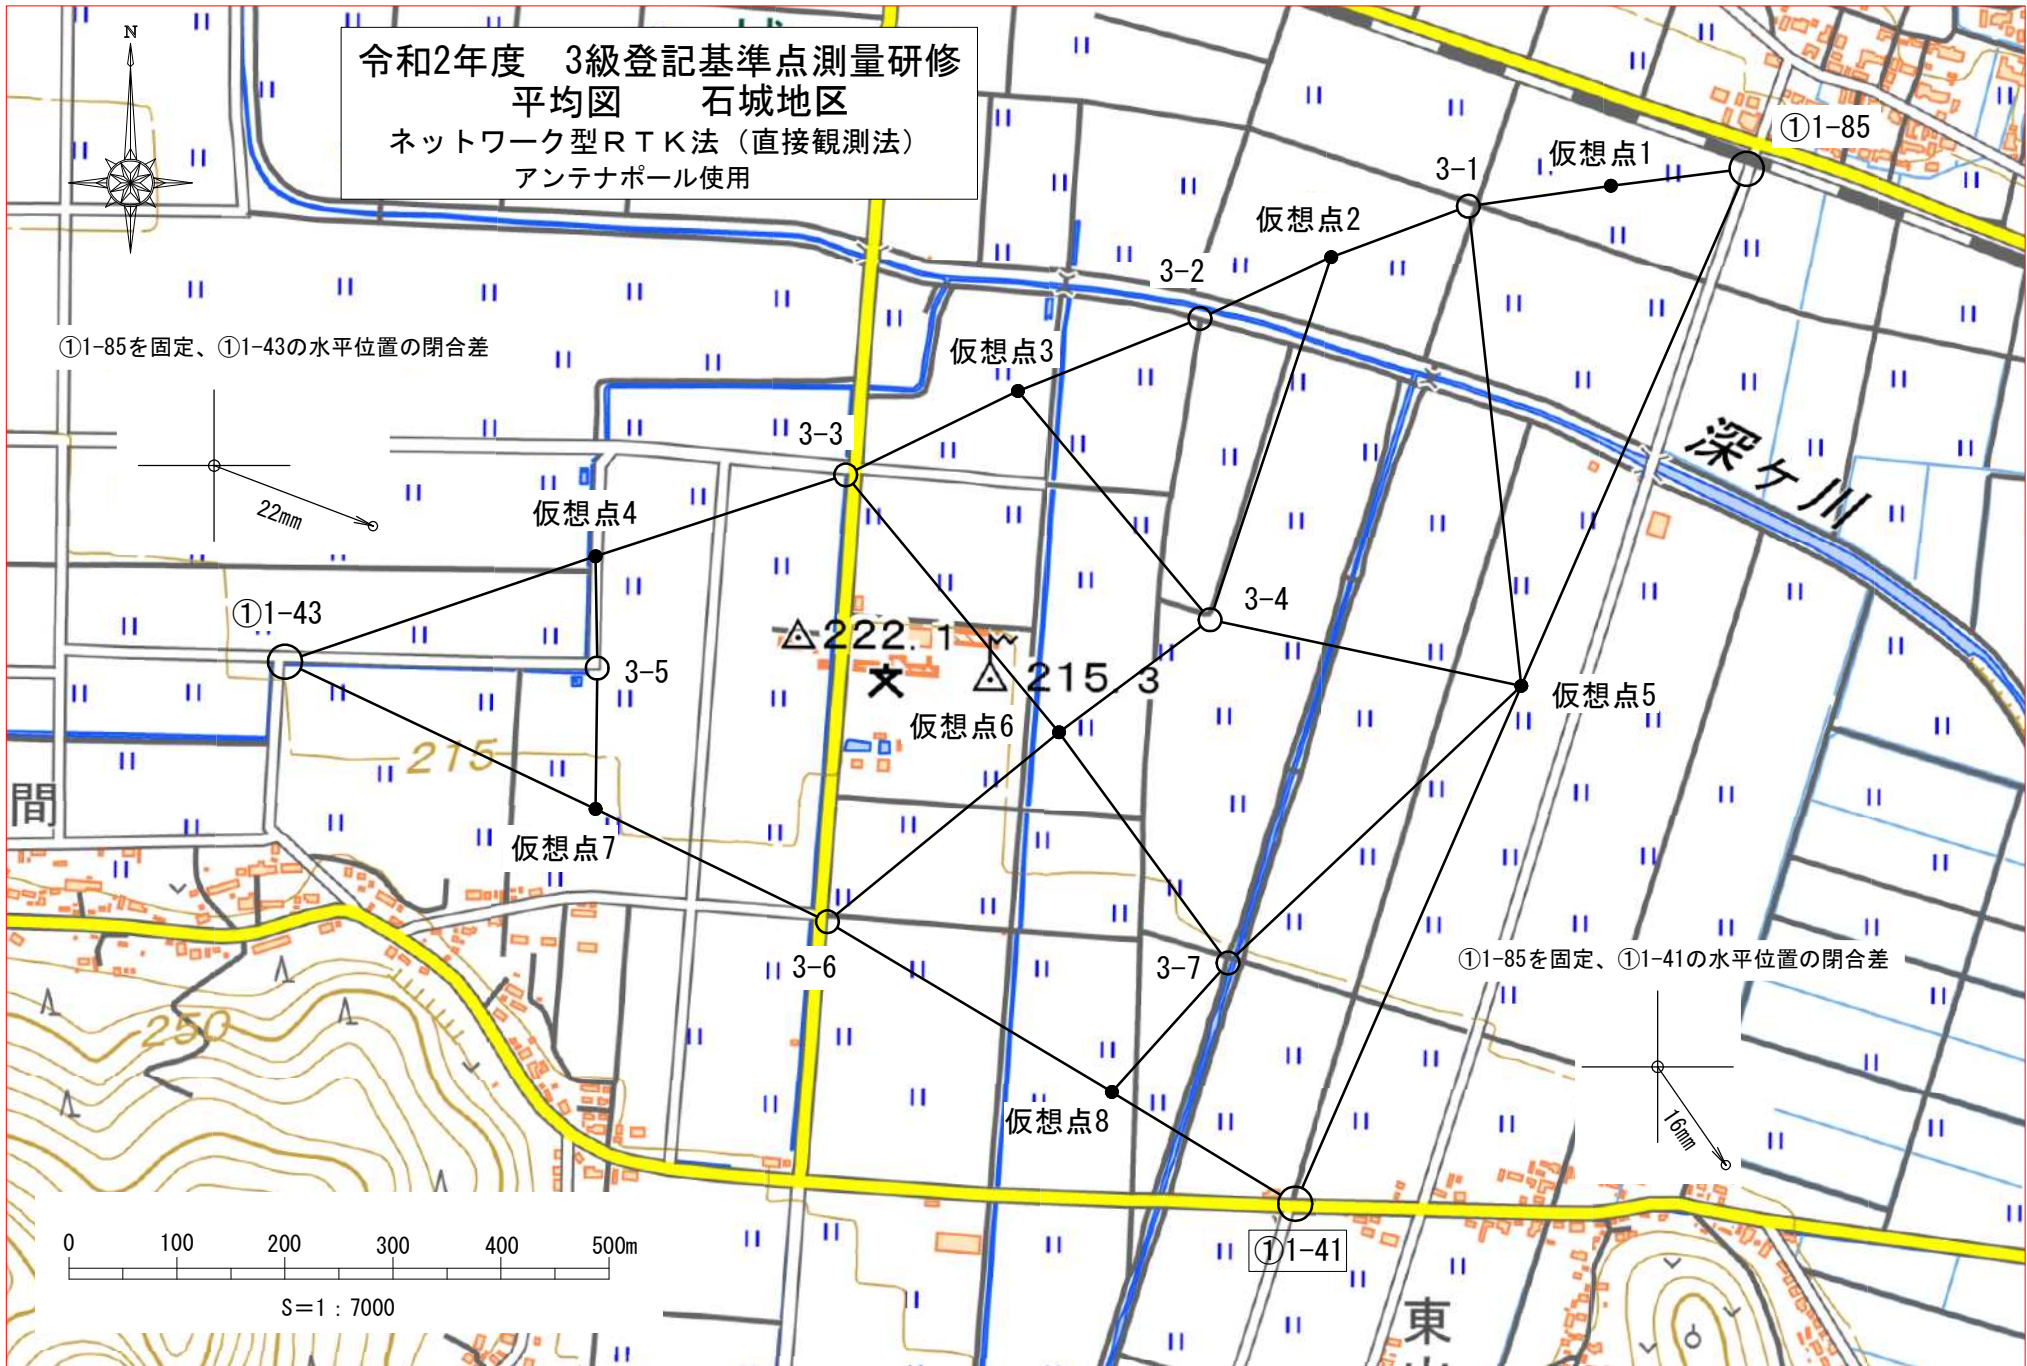 N
令和2年度　3級登記基準点測量研修
平均図　　石城地区
ネットワーク型RTK法（直接観測法）
アンテナポール使用
①1-85
仮想点1
3-1
仮想点2
3-2
仮想点3
①1-85を固定、①1-43の水平位置の閉合差
22mm
3-3
仮想点4
深ケ川
①1-43
3-4
222.1
3-5
215.3
仮想点5
仮想点6
215
間
仮想点7
3-6
3-7
①1-85を固定、①1-41の水平位置の閉合差
250
16mm
仮想点8
①1-41
0 100 200 300 400 500m
S=1：7000
東